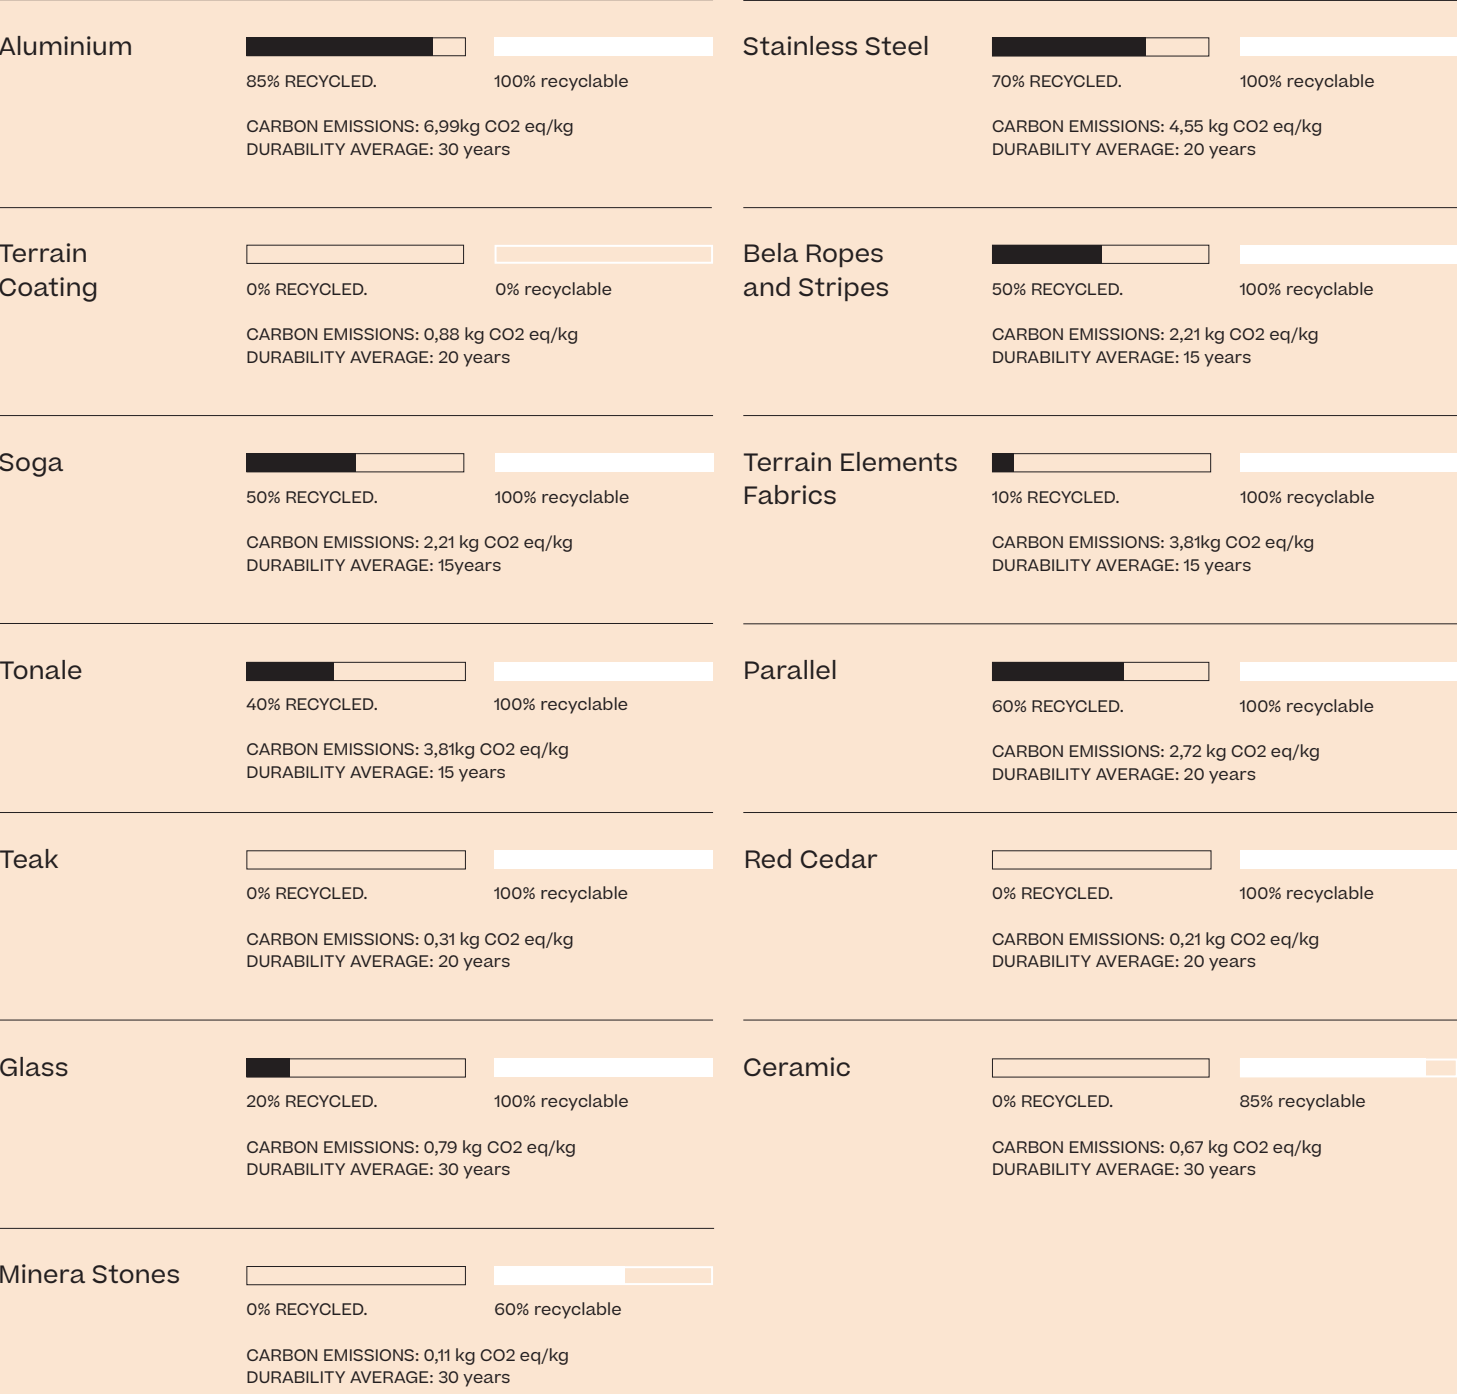 Aluminium
85% RECYCLED.
100% recyclable
CARBON EMISSIONS: 6,99kg CO2 eq/kg
DURABILITY AVERAGE: 30 years
Stainless Steel
70% RECYCLED.
100% recyclable
CARBON EMISSIONS: 4,55 kg CO2 eq/kg
DURABILITY AVERAGE: 20 years
Terrain
Coating
0% RECYCLED.
0% recyclable
CARBON EMISSIONS: 0,88 kg CO2 eq/kg
DURABILITY AVERAGE: 20 years
Bela Ropes
and Stripes
50% RECYCLED.
100% recyclable
CARBON EMISSIONS: 2,21 kg CO2 eq/kg
DURABILITY AVERAGE: 15 years
Soga
50% RECYCLED.
100% recyclable
CARBON EMISSIONS: 2,21 kg CO2 eq/kg
DURABILITY AVERAGE: 15years
Terrain Elements
Fabrics
10% RECYCLED.
100% recyclable
CARBON EMISSIONS: 3,81kg CO2 eq/kg
DURABILITY AVERAGE: 15 years
Tonale
40% RECYCLED.
100% recyclable
CARBON EMISSIONS: 3,81kg CO2 eq/kg
DURABILITY AVERAGE: 15 years
Parallel
60% RECYCLED.
100% recyclable
CARBON EMISSIONS: 2,72 kg CO2 eq/kg
DURABILITY AVERAGE: 20 years
Teak
0% RECYCLED.
100% recyclable
CARBON EMISSIONS: 0,31 kg CO2 eq/kg
DURABILITY AVERAGE: 20 years
Red Cedar
0% RECYCLED.
100% recyclable
CARBON EMISSIONS: 0,21 kg CO2 eq/kg
DURABILITY AVERAGE: 20 years
Glass
20% RECYCLED.
100% recyclable
CARBON EMISSIONS: 0,79 kg CO2 eq/kg
DURABILITY AVERAGE: 30 years
Ceramic
0% RECYCLED.
85% recyclable
CARBON EMISSIONS: 0,67 kg CO2 eq/kg
DURABILITY AVERAGE: 30 years
Minera Stones
0% RECYCLED.
60% recyclable
CARBON EMISSIONS: 0,11 kg CO2 eq/kg
DURABILITY AVERAGE: 30 years